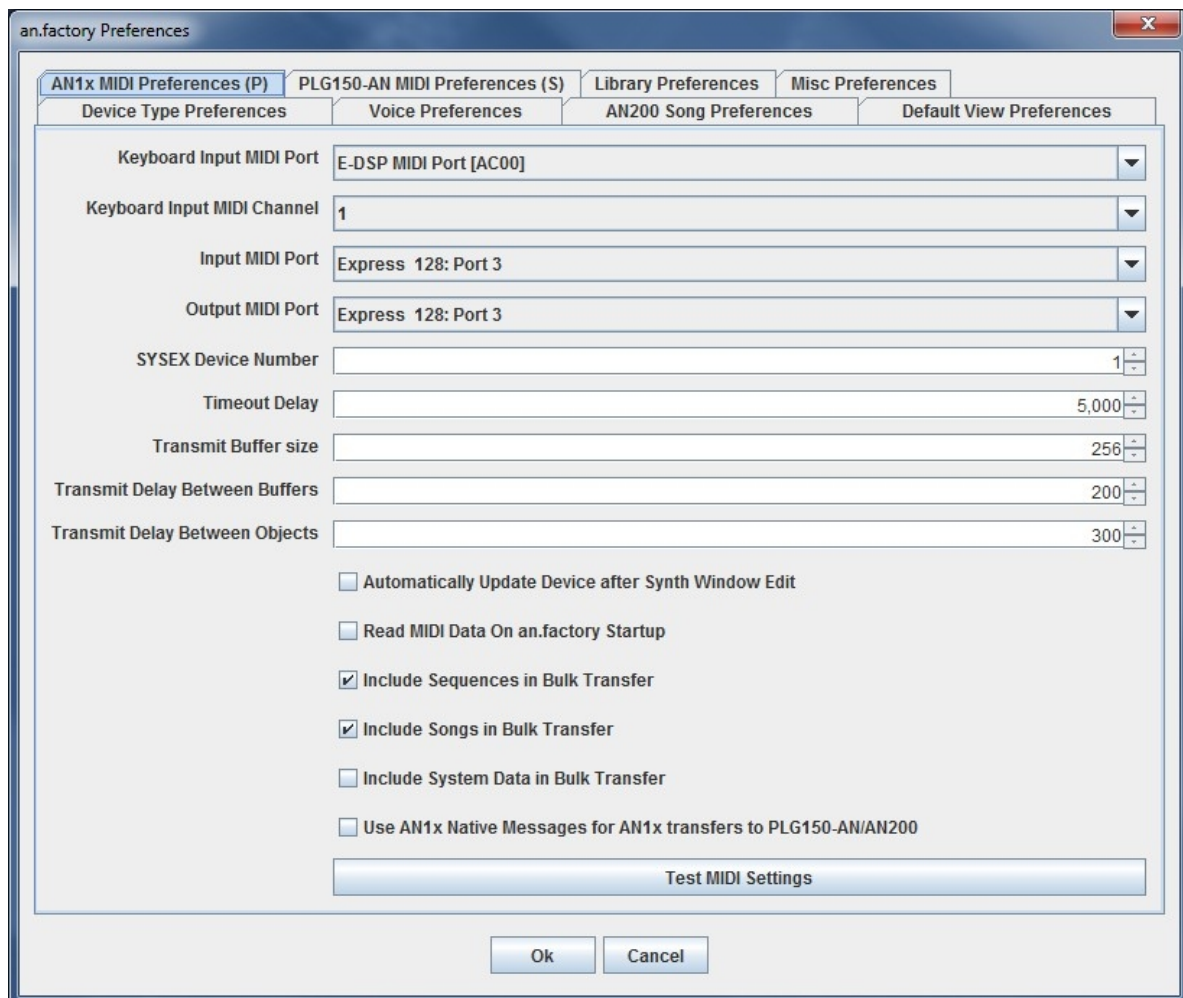 an.factory Preferences
AN1x MIDI Preferences (P) PLG150-AN MIDI Preferences (S) Library Preferences Misc Preferences
Device Type Preferences Voice Preferences AN200 Song Preferences Default View Preferences
Keyboard Input MIDI Port E-DSP MIDI Port [AC00]
Keyboard Input MIDI Channel 1
Input MIDI Port Express 128: Port 3
Output MIDI Port Express 128: Port 3
SYSEX Device Number 1
Timeout Delay 5,000
Transmit Buffer size 256
Transmit Delay Between Buffers 200
Transmit Delay Between Objects 300
Automatically Update Device after Synth Window Edit
Read MIDI Data On an.factory Startup
Include Sequences in Bulk Transfer
Include Songs in Bulk Transfer
Include System Data in Bulk Transfer
Use AN1x Native Messages for AN1x transfers to PLG150-AN/AN200
Test MIDI Settings
Ok Cancel